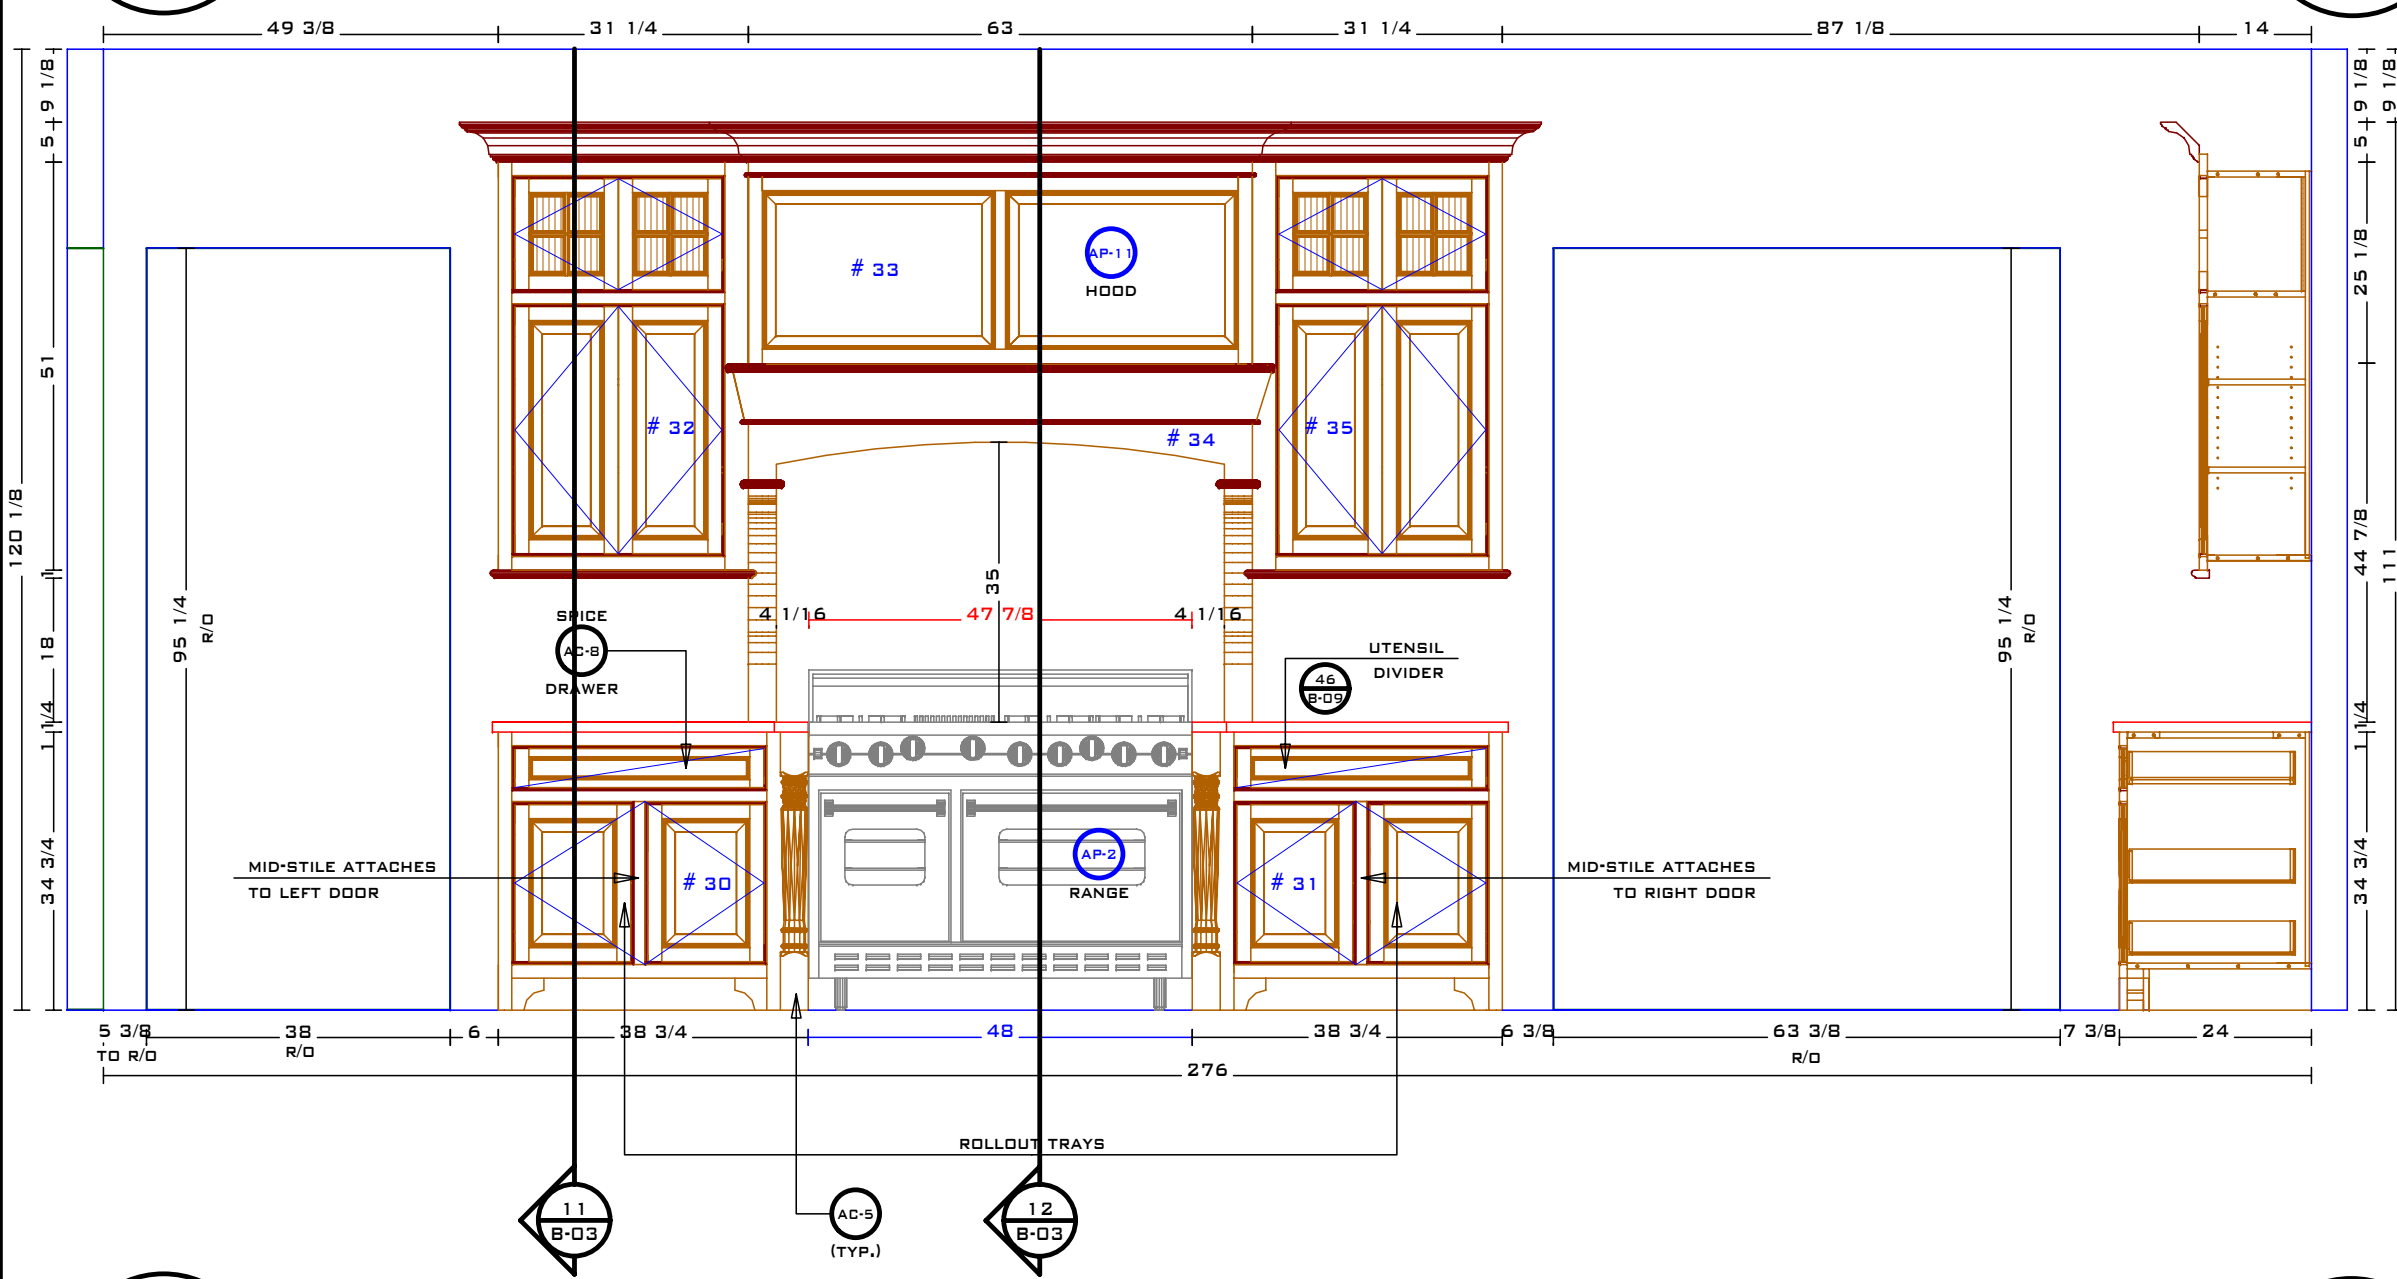 49 3/8
31 1/4
63
31 1/4
87 1/8
14
9 1/8
5
51
1
18
1 1/4
34 3/4
120 1/8
9 1/8
5
25 1/8
44 7/8
1 1/4
34 3/4
9 1/8
111
# 33
AP-11
HOOD
# 32
# 34
# 35
35
95 1/4
R/O
95 1/4
R/O
SPICE
AC-8
DRAWER
4 1/16
47 7/8
4 1/16
UTENSIL
DIVIDER
46
B-09
MID-STILE ATTACHES
TO LEFT DOOR
# 30
AP-2
RANGE
# 31
MID-STILE ATTACHES
TO RIGHT DOOR
5 3/8
TO R/O
38
R/O
6
38 3/4
48
38 3/4
6 3/8
63 3/8
R/O
7 3/8
24
276
ROLLOUT TRAYS
11
B-03
AC-5
(TYP.)
12
B-03